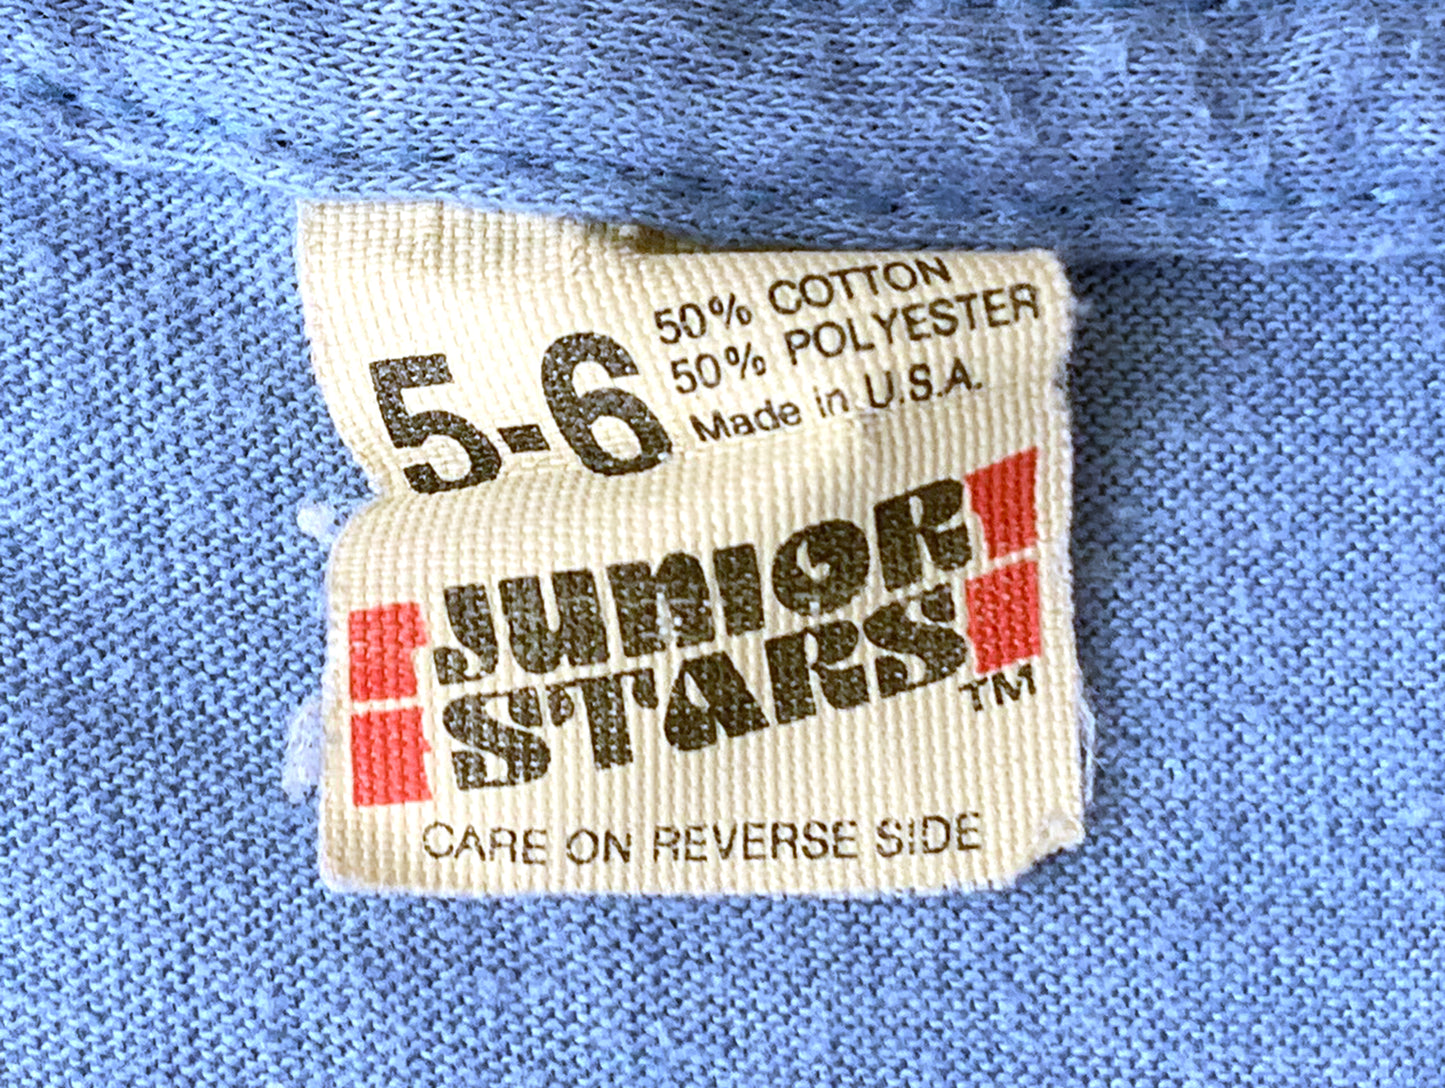 5-6
50% COTTON
50% POLYESTER
Made in U.S.A.
JUNIOR
STARS TM
CARE ON REVERSE SIDE